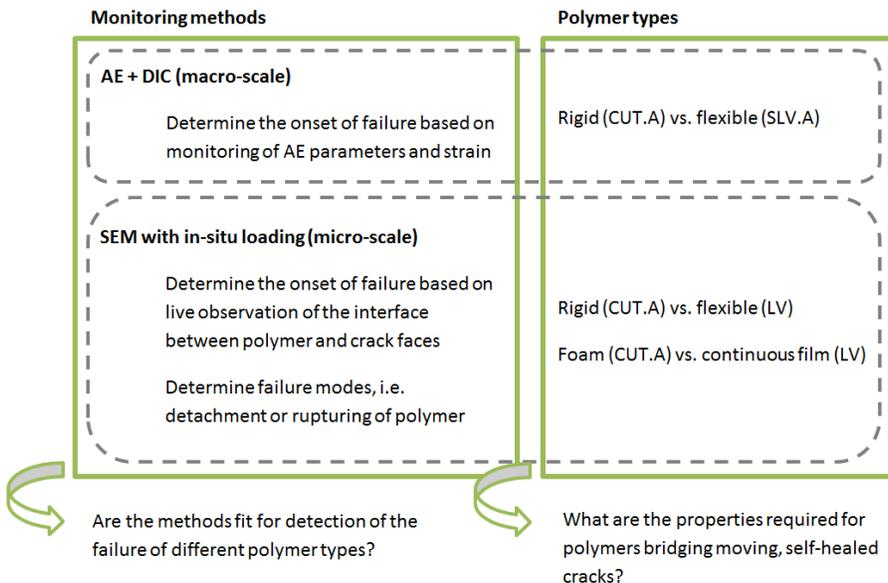 Monitoring methods
Polymer types
AE + DIC (macro-scale)
Determine the onset of failure based on
monitoring of AE parameters and strain
Rigid (CUT.A) vs. flexible (SLV.A)
SEM with in-situ loading (micro-scale)
Determine the onset of failure based on
live observation of the interface
between polymer and crack faces
Determine failure modes, i.e.
detachment or rupturing of polymer
Rigid (CUT.A) vs. flexible (LV)
Foam (CUT.A) vs. continuous film (LV)
Are the methods fit for detection of the
failure of different polymer types?
What are the properties required for
polymers bridging moving, self-healed
cracks?